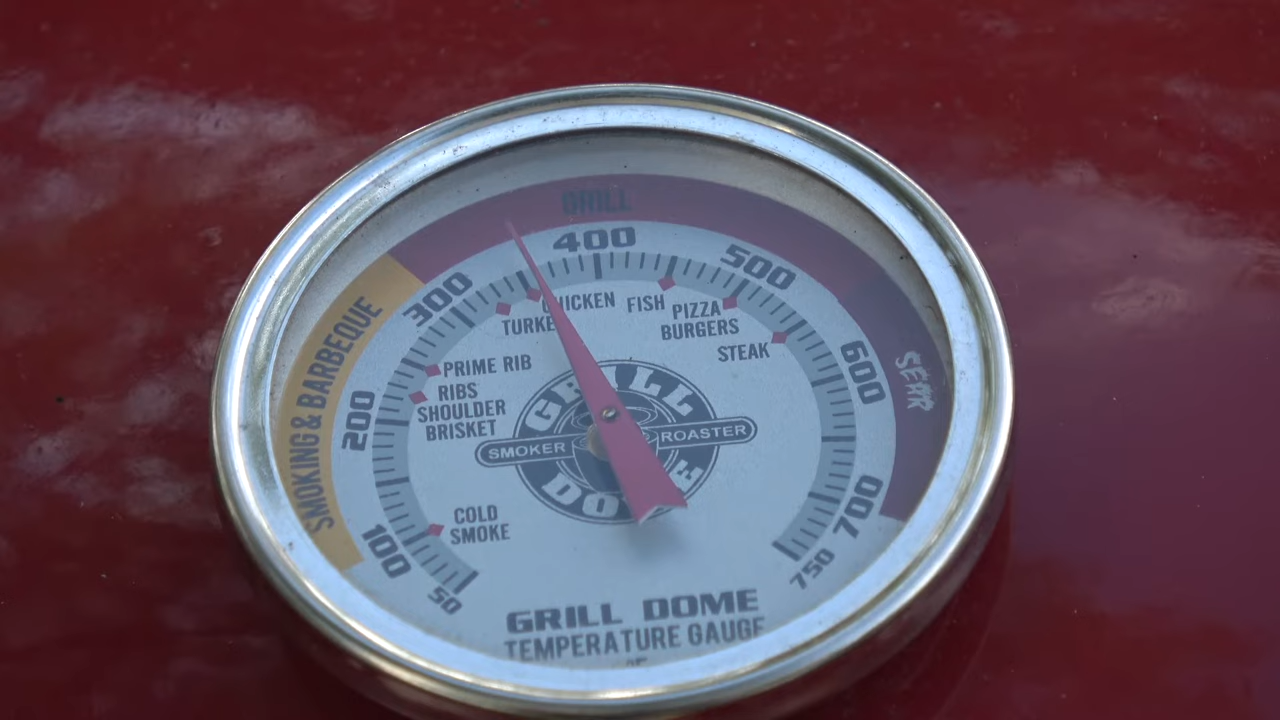 GRILL
400
500
300
CHICKEN
FISH
TURKEY
PIZZA
BURGERS
STEAK
PRIME RIB
RIBS
SHOULDER
BRISKET
600
SEAR
200
SMOKING & BARBEQUE
GRILL
SMOKER
ROASTER
DOME
COLD
SMOKE
100
50
700
750
GRILL DOME
TEMPERATURE GAUGE